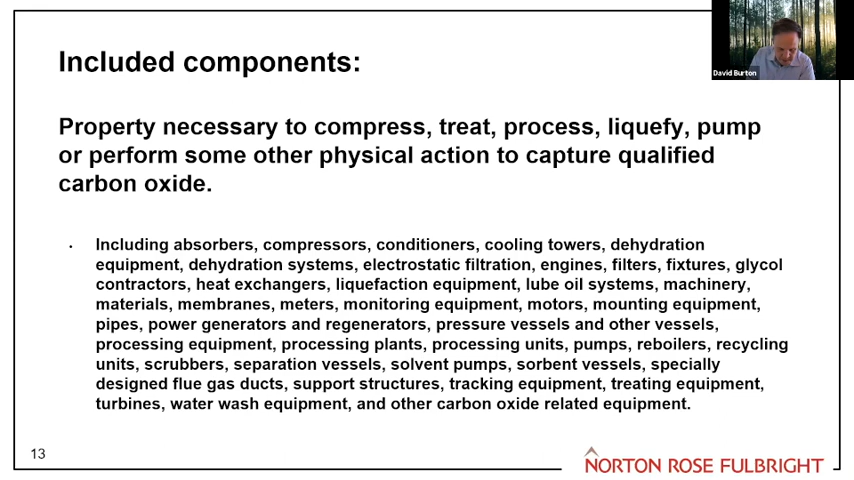 Included components:
David Burton
Property necessary to compress, treat, process, liquefy, pump
or perform some other physical action to capture qualified
carbon oxide.
• Including absorbers, compressors, conditioners, cooling towers, dehydration
equipment, dehydration systems, electrostatic filtration, engines, filters, fixtures, glycol
contractors, heat exchangers, liquefaction equipment, lube oil systems, machinery,
materials, membranes, meters, monitoring equipment, motors, mounting equipment,
pipes, power generators and regenerators, pressure vessels and other vessels,
processing equipment, processing plants, processing units, pumps, reboilers, recycling
units, scrubbers, separation vessels, solvent pumps, sorbent vessels, specially
designed flue gas ducts, support structures, tracking equipment, treating equipment,
turbines, water wash equipment, and other carbon oxide related equipment.
13
NORTON ROSE FULBRIGHT